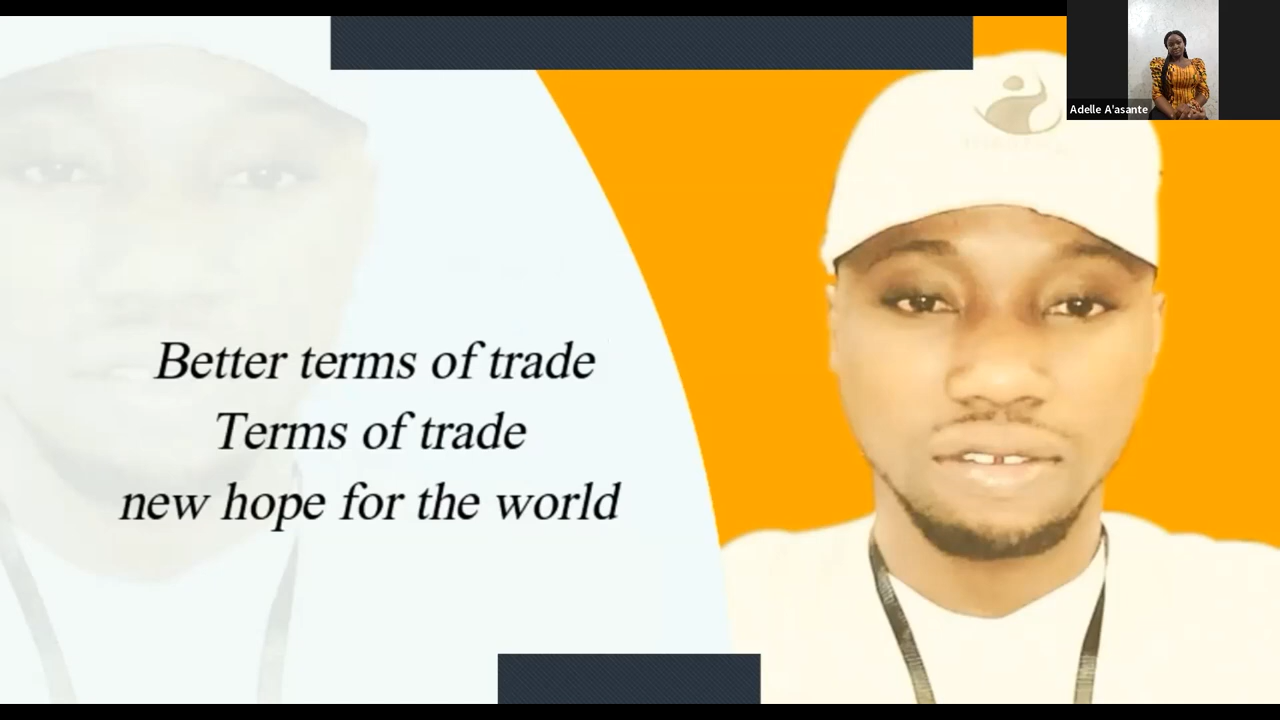 Adelle A'asante
Better terms of trade
Terms of trade
new hope for the world